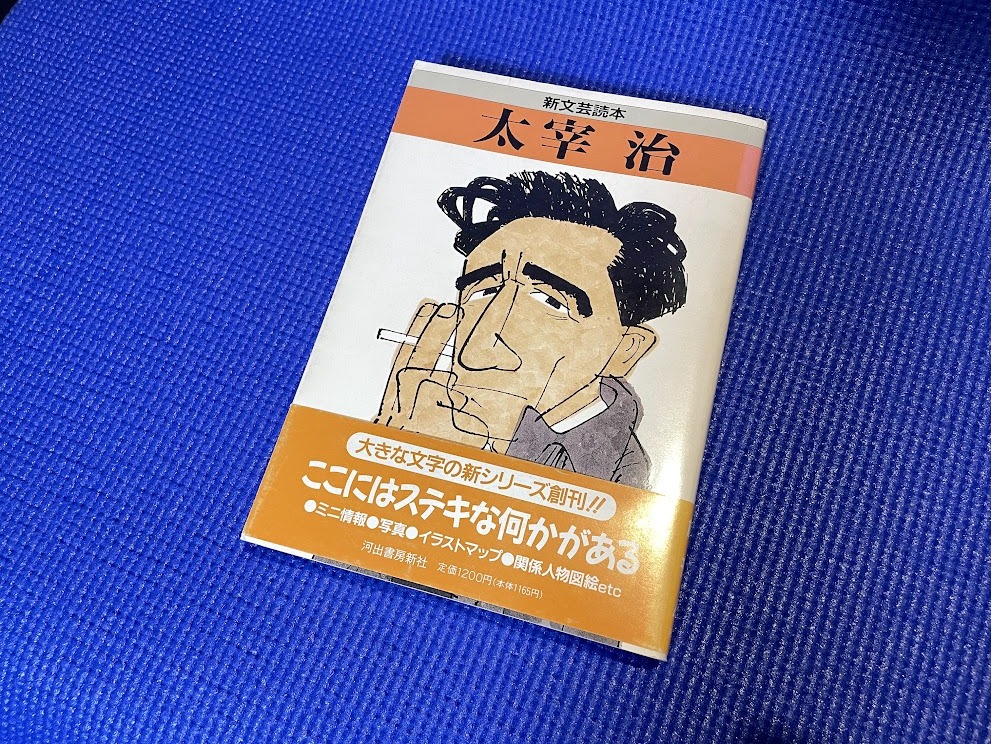 新文芸読本
太宰 治
大きな文字の新シリーズ創刊!!
ここにはステキな何かがある
●ミニ情報●写真●イラストマップ●関係人物図絵etc
河出書房新社 定価1200円(本体1165円)